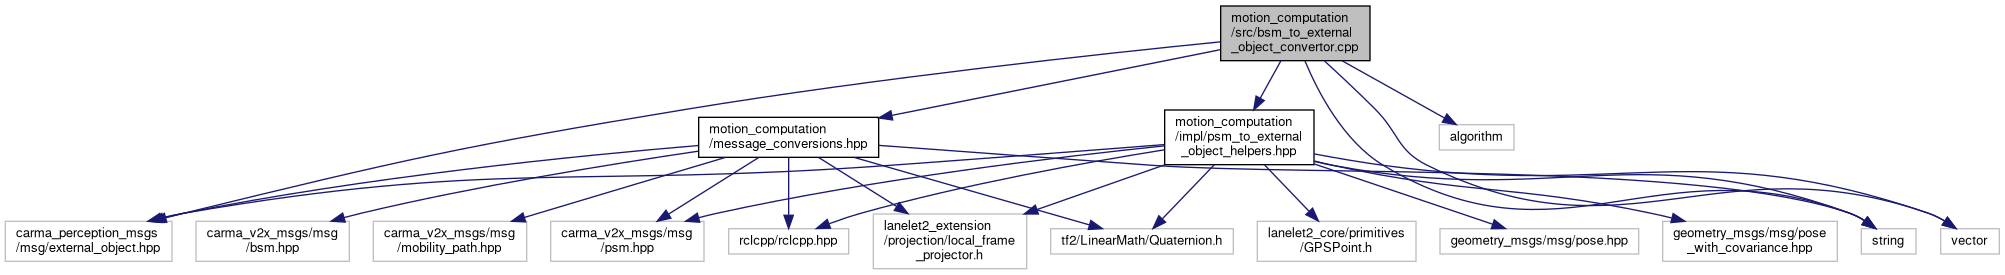 motion_computation
/src/bsm_to_external
_object_convertor.cpp
motion_computation
/message_conversions.hpp
motion_computation
/impl/psm_to_external
_object_helpers.hpp
algorithm
carma_perception_msgs
/msg/external_object.hpp
carma_v2x_msgs/msg
/bsm.hpp
carma_v2x_msgs/msg
/mobility_path.hpp
carma_v2x_msgs/msg
/psm.hpp
rclcpp/rclcpp.hpp
lanelet2_extension
/projection/local_frame
_projector.h
tf2/LinearMath/Quaternion.h
lanelet2_core/primitives
/GPSPoint.h
geometry_msgs/msg/pose.hpp
geometry_msgs/msg/pose
_with_covariance.hpp
string
vector